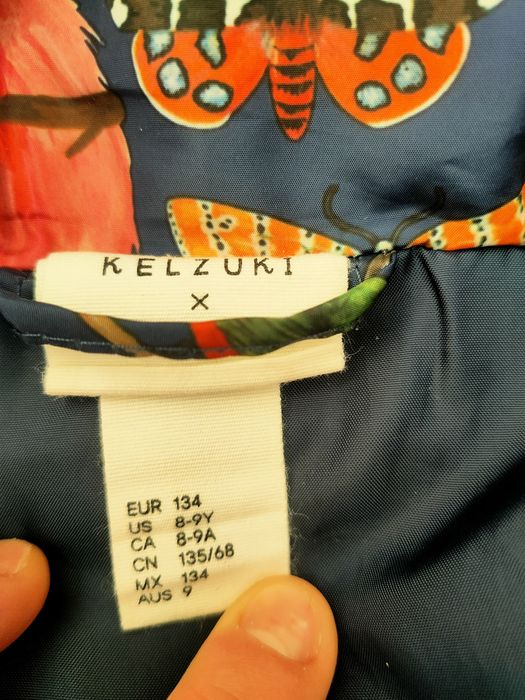 KELZUKI
X
EUR 134
US 8-9Y
CA 8-9A
CN 135/68
MX 134
AUS 9